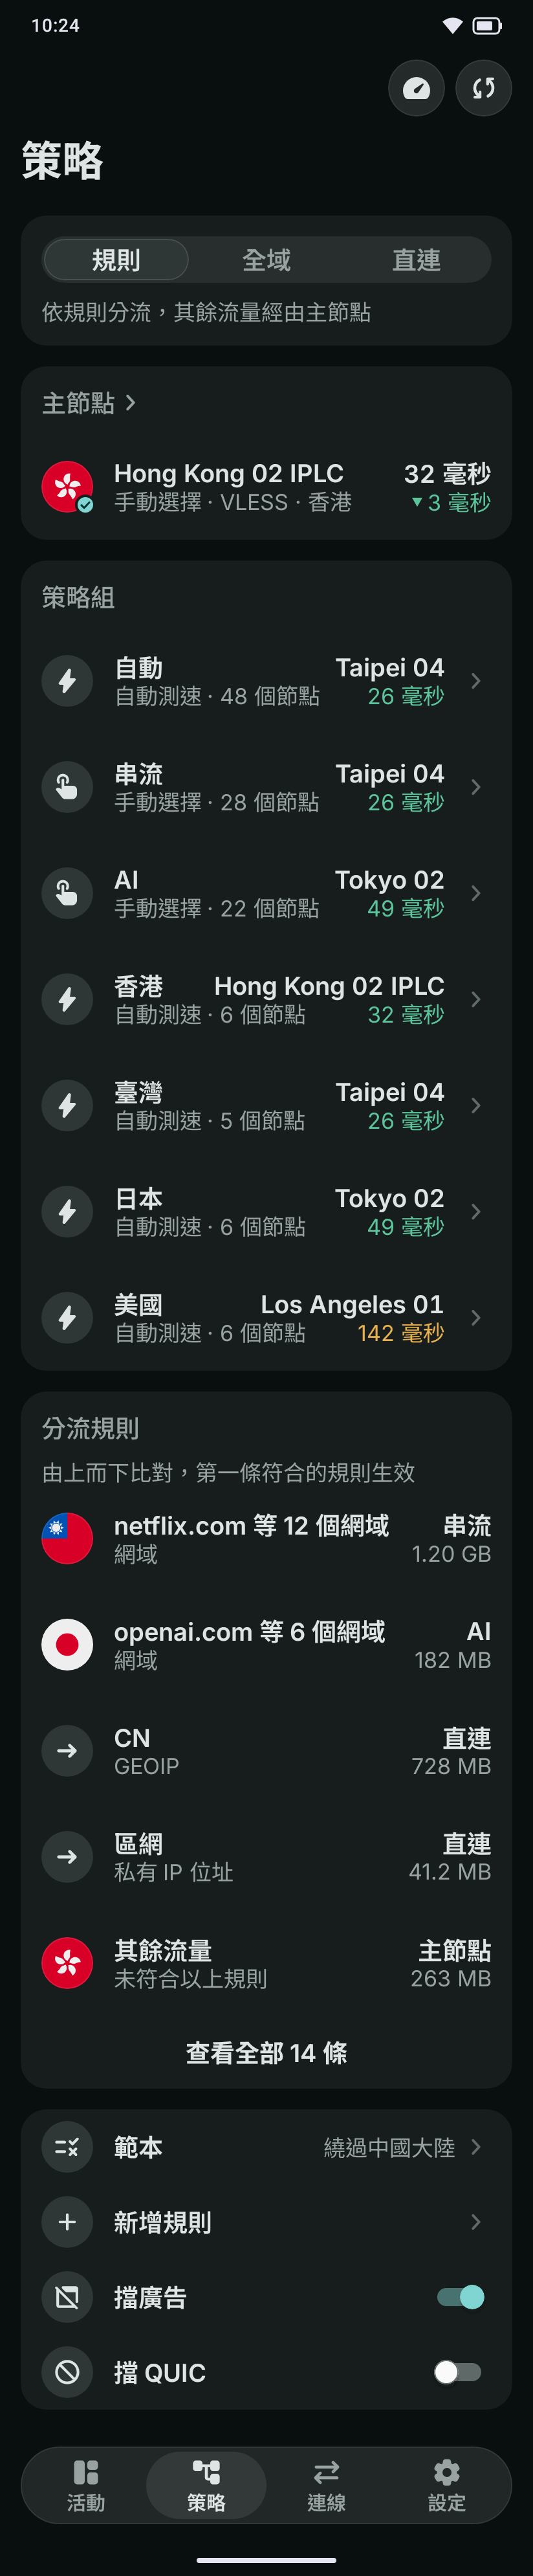 10:24
策略
規則 全域 直連
依規則分流，其餘流量經由主節點
主節點
Hong Kong 02 IPLC 32 毫秒
手動選擇 · VLESS · 香港 ▼3 毫秒
策略組
自動 Taipei 04
自動測速 · 48 個節點 26 毫秒
串流 Taipei 04
手動選擇 · 28 個節點 26 毫秒
AI Tokyo 02
手動選擇 · 22 個節點 49 毫秒
香港 Hong Kong 02 IPLC
自動測速 · 6 個節點 32 毫秒
臺灣 Taipei 04
自動測速 · 5 個節點 26 毫秒
日本 Tokyo 02
自動測速 · 6 個節點 49 毫秒
美國 Los Angeles 01
自動測速 · 6 個節點 142 毫秒
分流規則
由上而下比對，第一條符合的規則生效
netflix.com 等 12 個網域 串流
網域 1.20 GB
openai.com 等 6 個網域 AI
網域 182 MB
CN 直連
GEOIP 728 MB
區網 直連
私有 IP 位址 41.2 MB
其餘流量 主節點
未符合以上規則 263 MB
查看全部 14 條
範本 繞過中國大陸
新增規則
擋廣告
擋 QUIC
活動 策略 連線 設定